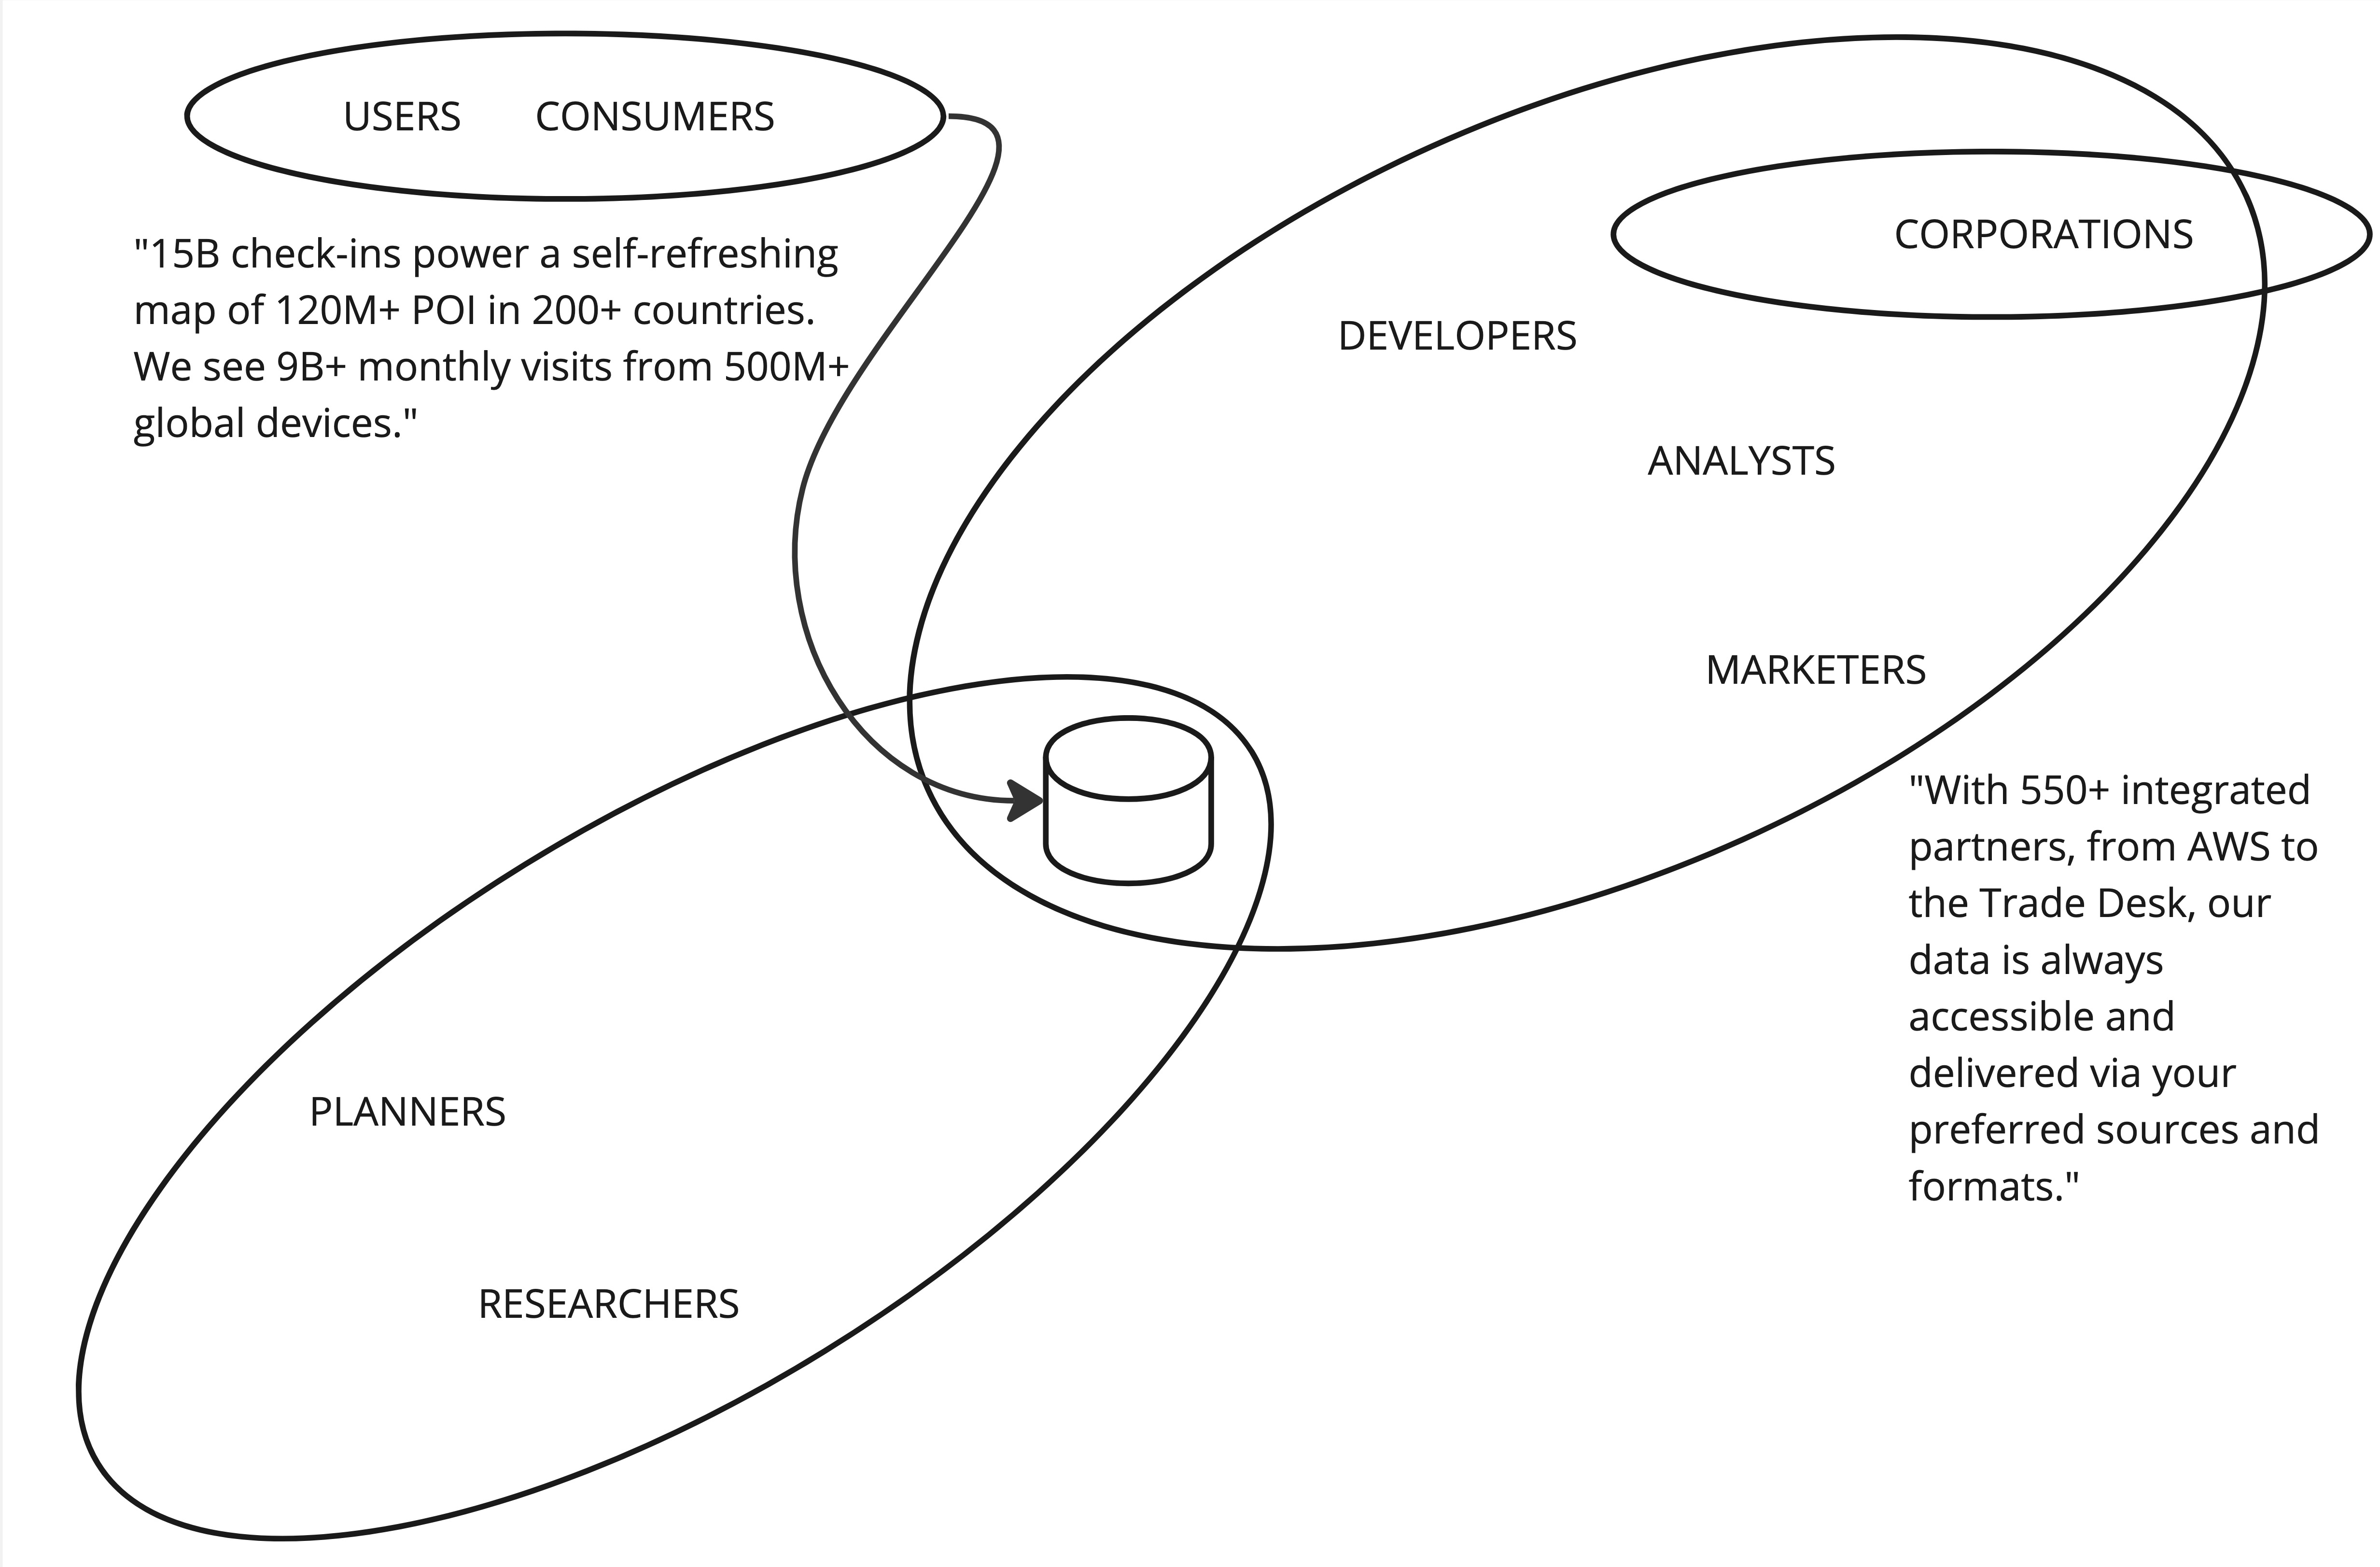 USERS CONSUMERS
"15B check-ins power a self-refreshing
map of 120M+ POI in 200+ countries.
We see 9B+ monthly visits from 500M+
global devices."
CORPORATIONS
DEVELOPERS
ANALYSTS
MARKETERS
"With 550+ integrated
partners, from AWS to
the Trade Desk, our
data is always
accessible and
delivered via your
preferred sources and
formats."
PLANNERS
RESEARCHERS